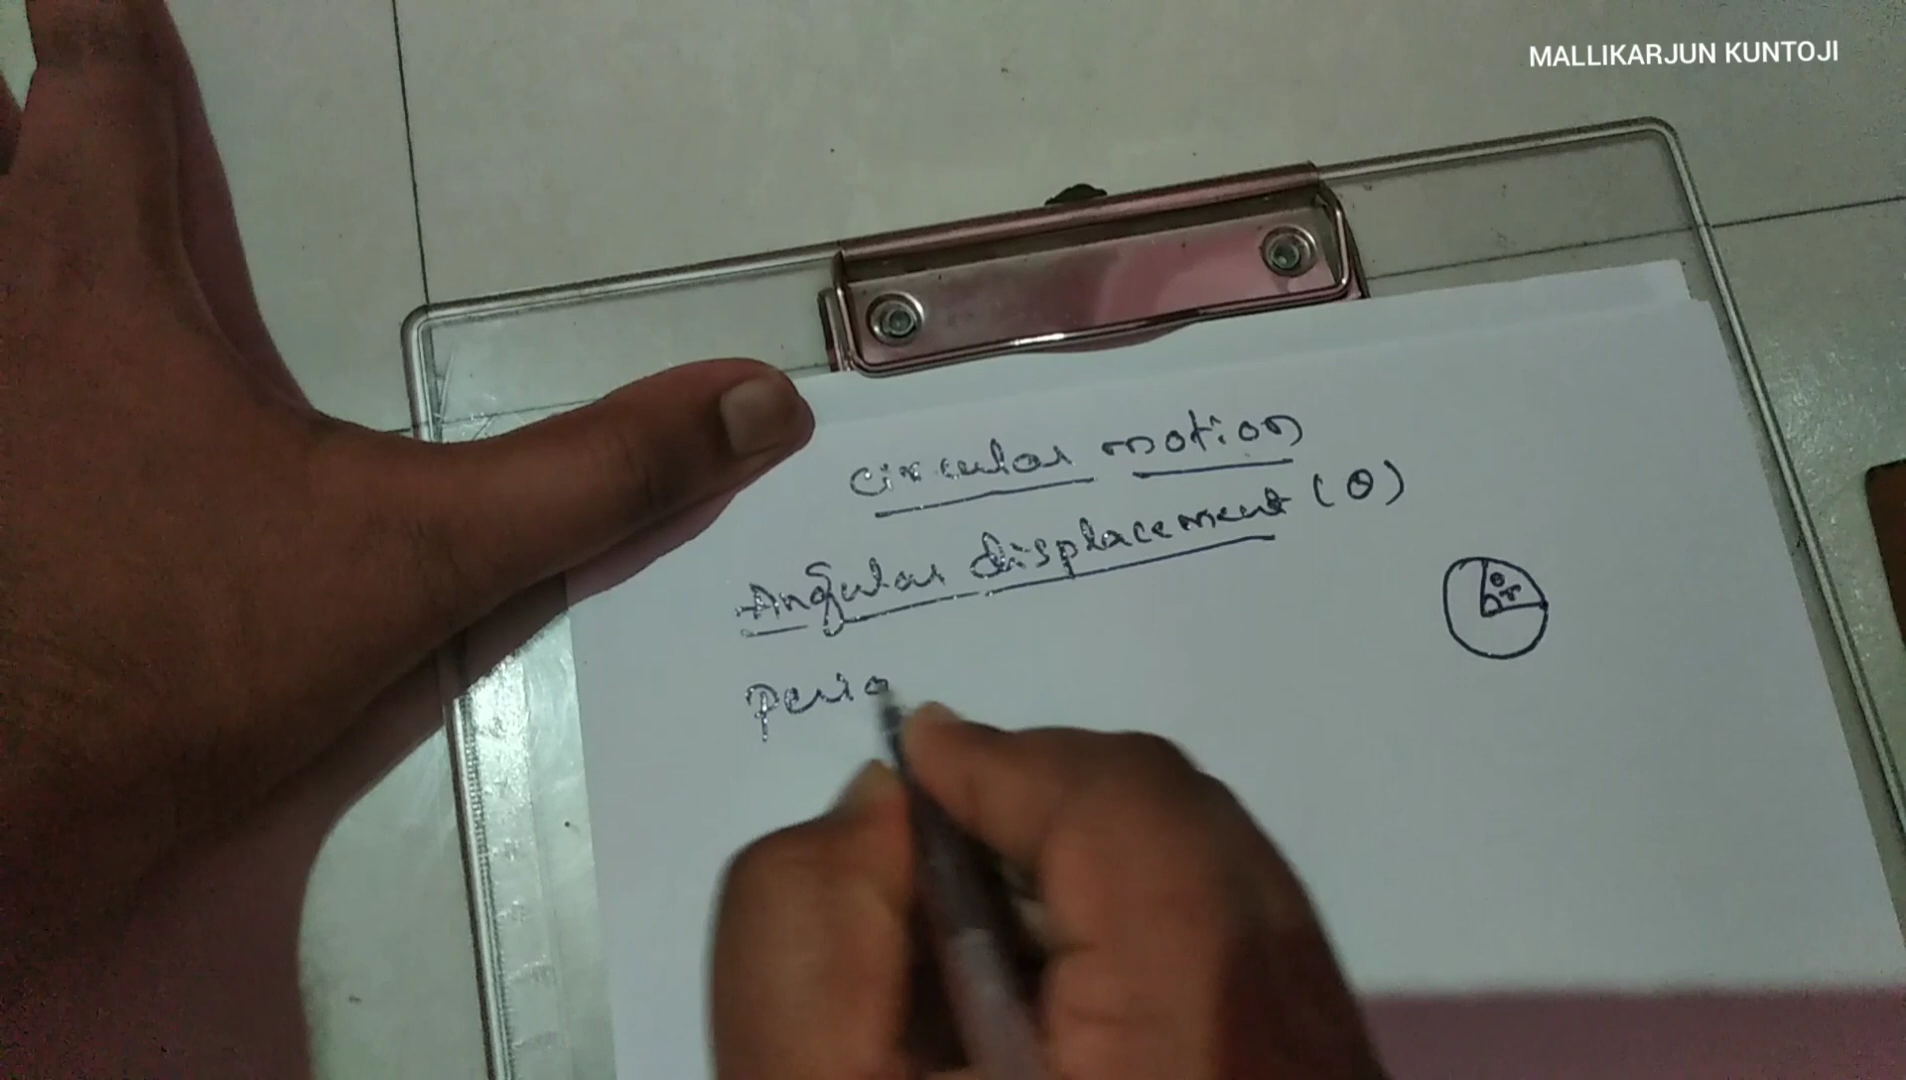 MALLIKARJUN KUNTOJI
Circular motion
Angular displacement (θ)
θ
r
Perio